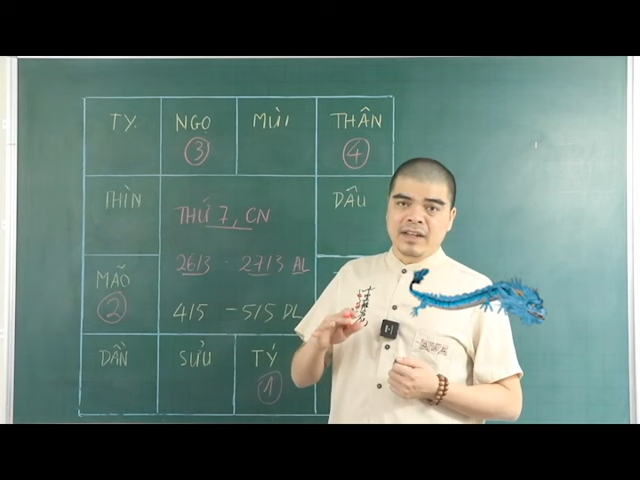 TỴ.
NGỌ
③
MÙI
THÂN
④
THÌN
DẬU
THỨ 7, CN
26/3 - 27/3 AL
4/5 - 5/5 DL
MÃO
②
DẦN
SỬU
TÝ
①